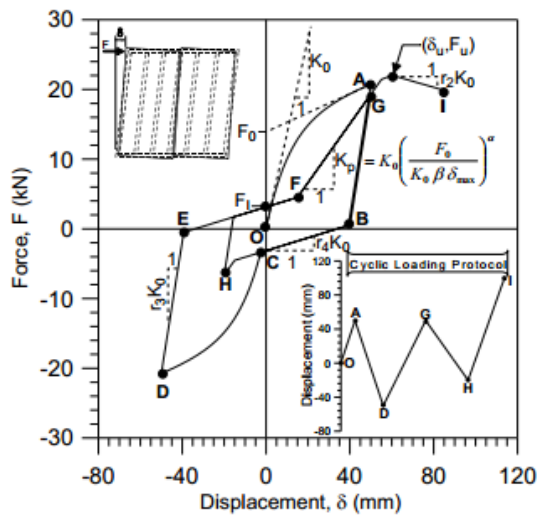 Force, F (kN)
30
20
10
0
-10
-20
-30
-80
-40
0
40
80
120
Displacement, δ (mm)
δ
F
K₀
1
F₀
A
G
(δᵤ,Fᵤ)
1
r₂K₀
I
Kₚ = K₀(F₀ / K₀ β δmax)^α
1
F
F_I
E
O
B
r₄K₀
1
C
H
1
r₃K₀
D
Cyclic Loading Protocol
Displacement (mm)
120
80
40
0
-40
-80
A
O
D
G
H
I